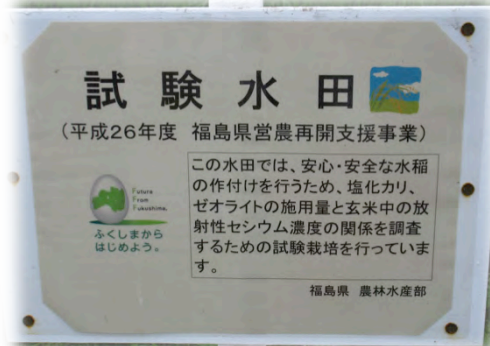 試験水田
（平成26年度　福島県営農再開支援事業）
この水田では、安心・安全な水稲
の作付けを行うため、塩化カリ、
ゼオライトの施用量と玄米中の放
射性セシウム濃度の関係を調査
するための試験栽培を行っていま
す。
Future
From
Fukushima.
ふくしまから
はじめよう。
福島県　農林水産部